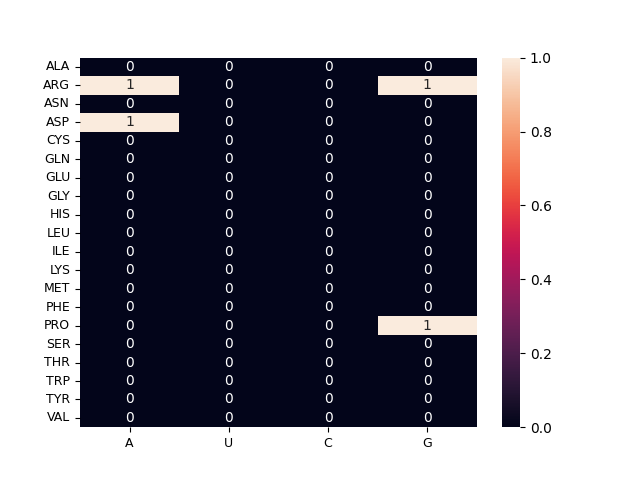 ALA 0 0 0 0
ARG 1 0 0 1
ASN 0 0 0 0
ASP 1 0 0 0
CYS 0 0 0 0
GLN 0 0 0 0
GLU 0 0 0 0
GLY 0 0 0 0
HIS 0 0 0 0
LEU 0 0 0 0
ILE 0 0 0 0
LYS 0 0 0 0
MET 0 0 0 0
PHE 0 0 0 0
PRO 0 0 0 1
SER 0 0 0 0
THR 0 0 0 0
TRP 0 0 0 0
TYR 0 0 0 0
VAL 0 0 0 0
A U C G
1.0
0.8
0.6
0.4
0.2
0.0